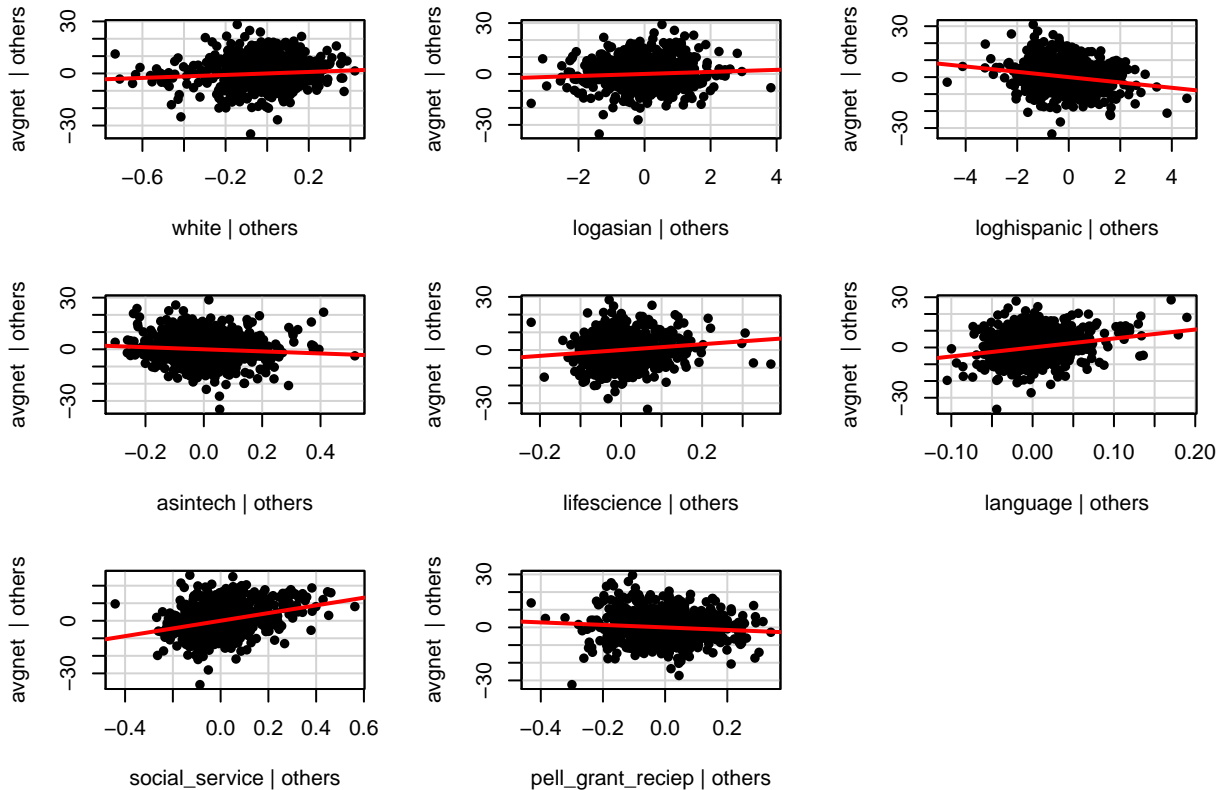 avgnet | others
30
0
−30
−0.6 −0.2 0.2
white | others
avgnet | others
30
0
−30
−2 0 2 4
logasian | others
avgnet | others
30
0
−30
−4 −2 0 2 4
loghispanic | others
avgnet | others
30
0
−30
−0.2 0.0 0.2 0.4
asintech | others
avgnet | others
30
0
−30
−0.2 0.0 0.2
lifescience | others
avgnet | others
30
0
−30
−0.10 0.00 0.10 0.20
language | others
avgnet | others
0
−30
−0.4 0.0 0.2 0.4 0.6
social_service | others
avgnet | others
30
0
−30
−0.4 −0.2 0.0 0.2
pell_grant_reciep | others